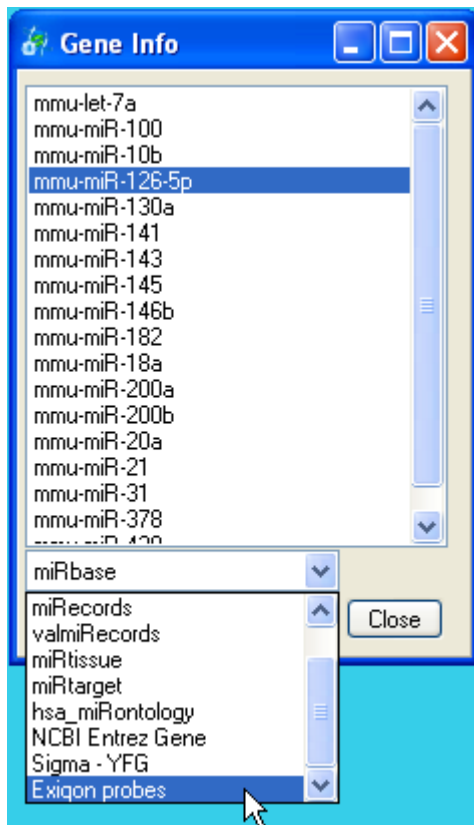 Gene Info
mmu-let-7a
mmu-miR-100
mmu-miR-10b
mmu-miR-126-5p
mmu-miR-130a
mmu-miR-141
mmu-miR-143
mmu-miR-145
mmu-miR-146b
mmu-miR-182
mmu-miR-18a
mmu-miR-200a
mmu-miR-200b
mmu-miR-20a
mmu-miR-21
mmu-miR-31
mmu-miR-378
miRbase
miRecords
valmiRecords
miRtissue
miRtarget
hsa_miRontology
NCBI Entrez Gene
Sigma - YFG
Exiqon probes
Close